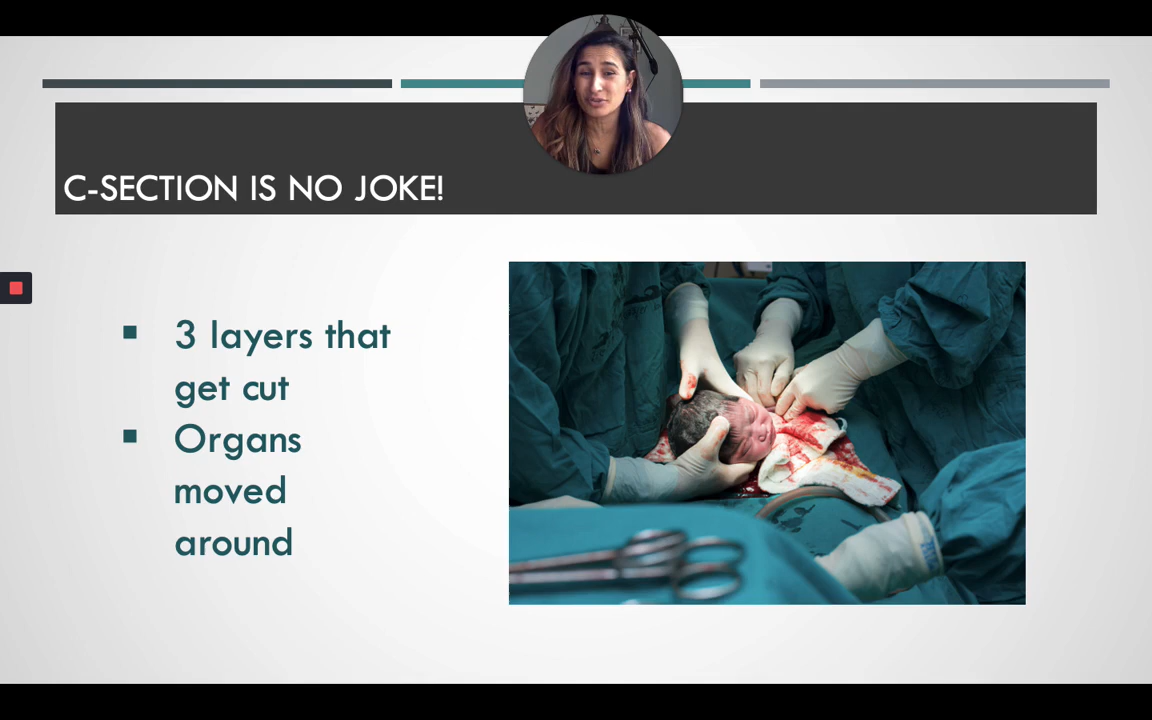 C-SECTION IS NO JOKE!
3 layers that
get cut
Organs
moved
around